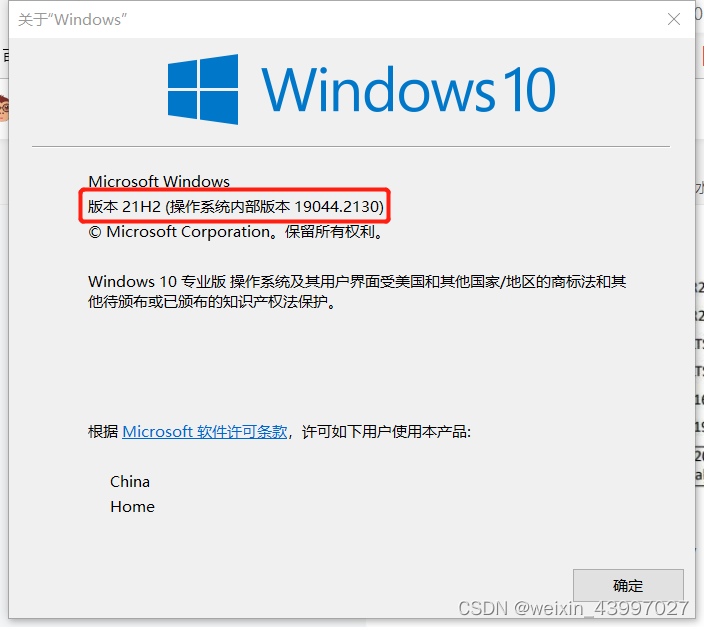 关于“Windows”
Windows 10
Microsoft Windows
版本 21H2 (操作系统内部版本 19044.2130)
© Microsoft Corporation。保留所有权利。
Windows 10 专业版 操作系统及其用户界面受美国和其他国家/地区的商标法和其
他待颁布或已颁布的知识产权法保护。
根据 Microsoft 软件许可条款，许可如下用户使用本产品:
China
Home
确定
CSDN @weixin_43997027